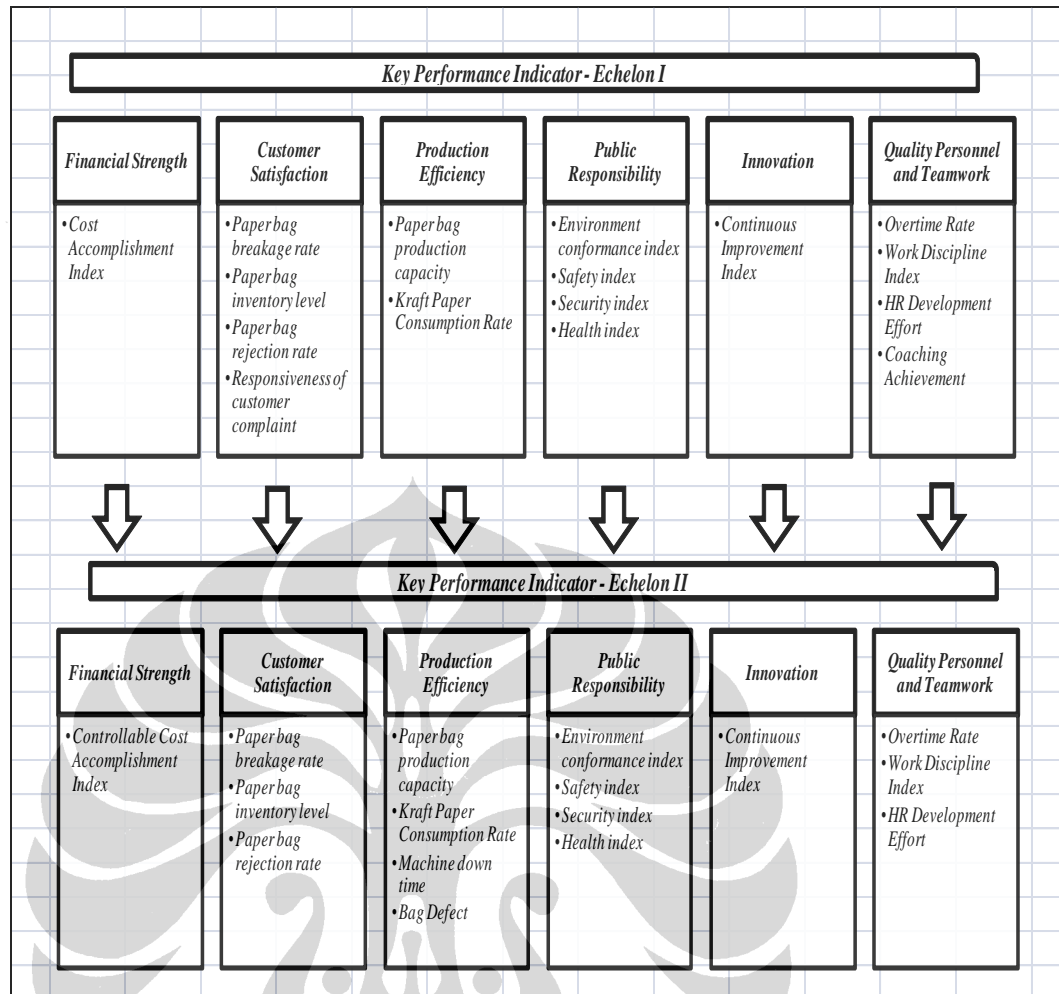 Key Performance Indicator - Echelon I
Financial Strength
• Cost
Accomplishment
Index
Customer
Satisfaction
• Paper bag
breakage rate
• Paper bag
inventory level
• Paper bag
rejection rate
• Responsiveness of
customer
complaint
Production
Efficiency
• Paper bag
production
capacity
• Kraft Paper
Consumption Rate
Public
Responsibility
• Environment
conformance index
• Safety index
• Security index
• Health index
Innovation
• Continuous
Improvement
Index
Quality Personnel
and Teamwork
• Overtime Rate
• Work Discipline
Index
• HR Development
Effort
• Coaching
Achievement
Key Performance Indicator - Echelon II
Financial Strength
• Controllable Cost
Accomplishment
Index
Customer
Satisfaction
• Paper bag
breakage rate
• Paper bag
inventory level
• Paper bag
rejection rate
Production
Efficiency
• Paper bag
production
capacity
• Kraft Paper
Consumption Rate
• Machine down
time
• Bag Defect
Public
Responsibility
• Environment
conformance index
• Safety index
• Security index
• Health index
Innovation
• Continuous
Improvement
Index
Quality Personnel
and Teamwork
• Overtime Rate
• Work Discipline
Index
• HR Development
Effort